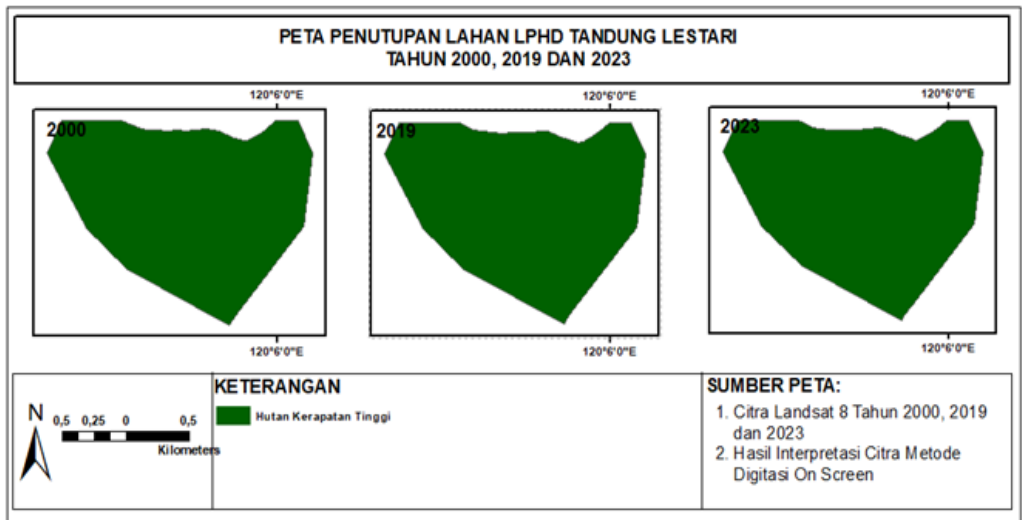 PETA PENUTUPAN LAHAN LPHD TANDUNG LESTARI
TAHUN 2000, 2019 DAN 2023
120°6'0"E
120°6'0"E
120°6'0"E
2000
2019
2023
120°6'0"E
120°6'0"E
120°6'0"E
N
0,5 0,25 0 0,5
Kilometers
KETERANGAN
Hutan Kerapatan Tinggi
SUMBER PETA:
1. Citra Landsat 8 Tahun 2000, 2019
dan 2023
2. Hasil Interpretasi Citra Metode
Digitasi On Screen